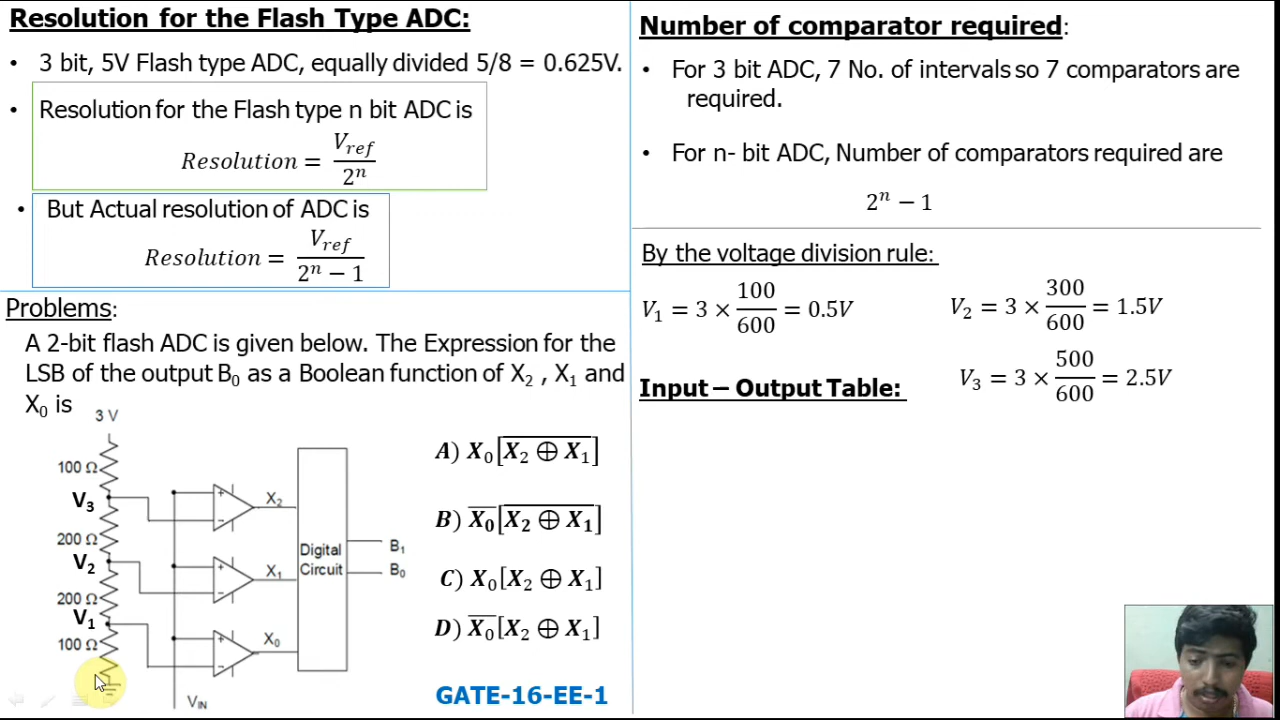 Resolution for the Flash Type ADC:
• 3 bit, 5V Flash type ADC, equally divided 5/8 = 0.625V.
• Resolution for the Flash type n bit ADC is
Resolution = V_ref / 2^n
• But Actual resolution of ADC is
Resolution = V_ref / (2^n − 1)
Problems:
A 2-bit flash ADC is given below. The Expression for the
LSB of the output B₀ as a Boolean function of X₂ , X₁ and
X₀ is
3 V
100 Ω
V₃
200 Ω
V₂
200 Ω
V₁
100 Ω
+
−
X₂
+
−
X₁
+
−
X₀
V_IN
Digital
Circuit
B₁
B₀
A) X₀[\overline{X₂ ⊕ X₁}]
B) \overline{X₀}[\overline{X₂ ⊕ X₁}]
C) X₀[X₂ ⊕ X₁]
D) \overline{X₀}[X₂ ⊕ X₁]
GATE-16-EE-1
Number of comparator required:
• For 3 bit ADC, 7 No. of intervals so 7 comparators are
required.
• For n- bit ADC, Number of comparators required are
2^n − 1
By the voltage division rule:
V₁ = 3 × 100/600 = 0.5V
V₂ = 3 × 300/600 = 1.5V
V₃ = 3 × 500/600 = 2.5V
Input – Output Table: